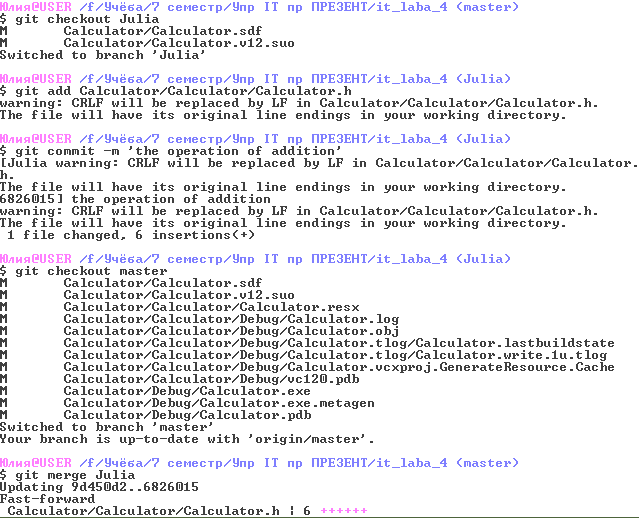 Юлия@USER /f/Учёба/7 семестр/Упр IT пр ПРЕЗЕНТ/it_laba_4 (master)
$ git checkout Julia
M       Calculator/Calculator.sdf
M       Calculator/Calculator.v12.suo
Switched to branch 'Julia'
Юлия@USER /f/Учёба/7 семестр/Упр IT пр ПРЕЗЕНТ/it_laba_4 (Julia)
$ git add Calculator/Calculator/Calculator.h
warning: CRLF will be replaced by LF in Calculator/Calculator/Calculator.h.
The file will have its original line endings in your working directory.
Юлия@USER /f/Учёба/7 семестр/Упр IT пр ПРЕЗЕНТ/it_laba_4 (Julia)
$ git commit -m 'the operation of addition'
[Julia warning: CRLF will be replaced by LF in Calculator/Calculator/Calculator.
h.
The file will have its original line endings in your working directory.
6826015] the operation of addition
warning: CRLF will be replaced by LF in Calculator/Calculator/Calculator.h.
The file will have its original line endings in your working directory.
 1 file changed, 6 insertions(+)
Юлия@USER /f/Учёба/7 семестр/Упр IT пр ПРЕЗЕНТ/it_laba_4 (Julia)
$ git checkout master
M       Calculator/Calculator.sdf
M       Calculator/Calculator.v12.suo
M       Calculator/Calculator/Calculator.resx
M       Calculator/Calculator/Debug/Calculator.log
M       Calculator/Calculator/Debug/Calculator.obj
M       Calculator/Calculator/Debug/Calculator.tlog/Calculator.lastbuildstate
M       Calculator/Calculator/Debug/Calculator.tlog/Calculator.write.1u.tlog
M       Calculator/Calculator/Debug/Calculator.vcxproj.GenerateResource.Cache
M       Calculator/Calculator/Debug/vc120.pdb
M       Calculator/Debug/Calculator.exe
M       Calculator/Debug/Calculator.exe.metagen
M       Calculator/Debug/Calculator.pdb
Switched to branch 'master'
Your branch is up-to-date with 'origin/master'.
Юлия@USER /f/Учёба/7 семестр/Упр IT пр ПРЕЗЕНТ/it_laba_4 (master)
$ git merge Julia
Updating 9d450d2..6826015
Fast-forward
 Calculator/Calculator/Calculator.h | 6 ++++++